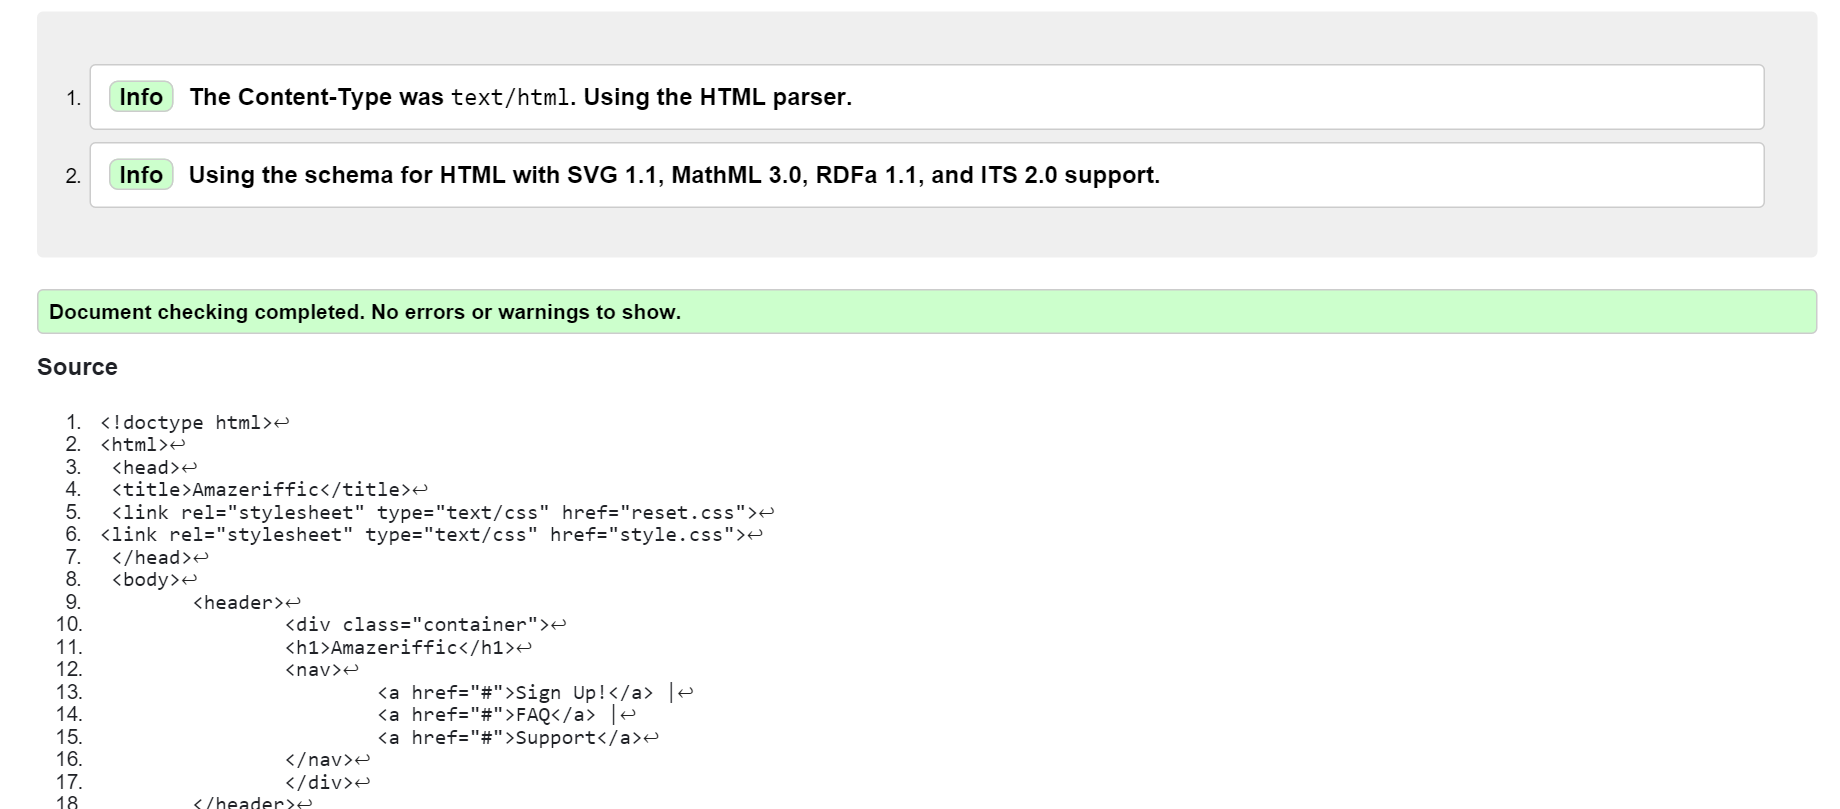 1. Info The Content-Type was text/html. Using the HTML parser.
2. Info Using the schema for HTML with SVG 1.1, MathML 3.0, RDFa 1.1, and ITS 2.0 support.
Document checking completed. No errors or warnings to show.
Source
1. <!doctype html>↩
2. <html>↩
3.  <head>↩
4.  <title>Amazeriffic</title>↩
5.  <link rel="stylesheet" type="text/css" href="reset.css">↩
6. <link rel="stylesheet" type="text/css" href="style.css">↩
7.  </head>↩
8.  <body>↩
9.         <header>↩
10.                 <div class="container">↩
11.                 <h1>Amazeriffic</h1>↩
12.                 <nav>↩
13.                         <a href="#">Sign Up!</a> |↩
14.                         <a href="#">FAQ</a> |↩
15.                         <a href="#">Support</a>↩
16.                 </nav>↩
17.                 </div>↩
18.         </header>↩